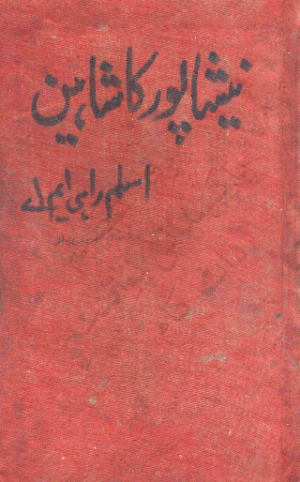 نیشاپور کا شاہین
اسلم راہی ایم اے